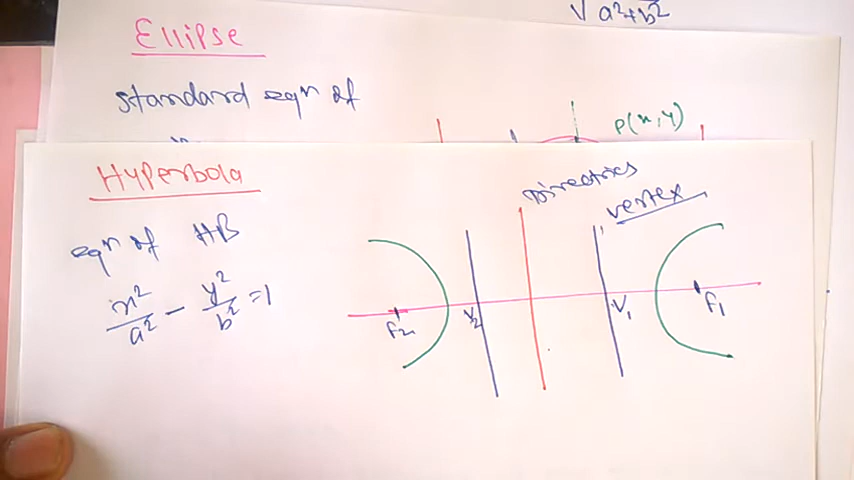 √a²+b²
Ellipse
standard eqn of
P(x,y)
Hyperbola
Directrics
vertex
eqn of HB
x²/a² - y²/b² = 1
F2 V2 V1 F1